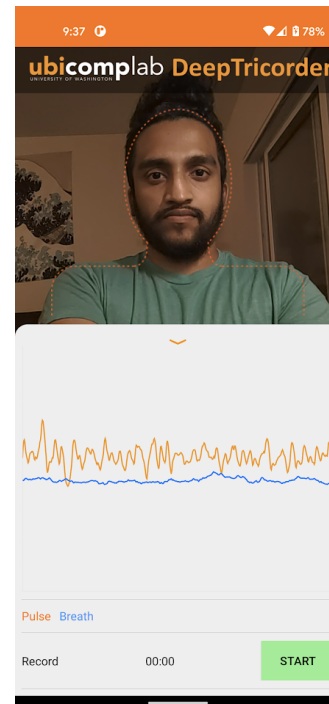 9:37 78%
ubicomplab DeepTricorder
UNIVERSITY OF WASHINGTON
Pulse Breath
Record 00:00 START